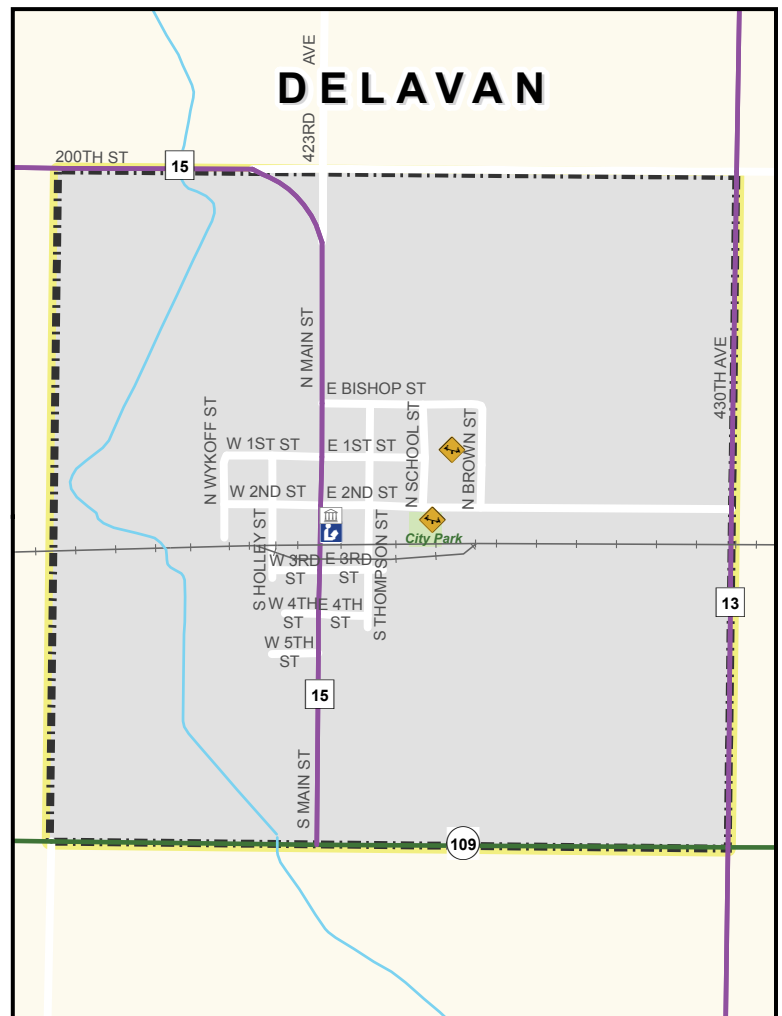 423RD AVE
DELAVAN
200TH ST
15
N MAIN ST
430TH AVE
E BISHOP ST
N WYKOFF ST
N SCHOOL ST
N BROWN ST
W 1ST ST
E 1ST ST
W 2ND ST
E 2ND ST
City Park
S HOLLEY ST
S THOMPSON ST
W 3RD
ST
E 3RD
ST
W 4TH
ST
E 4TH
ST
13
W 5TH
ST
15
S MAIN ST
109